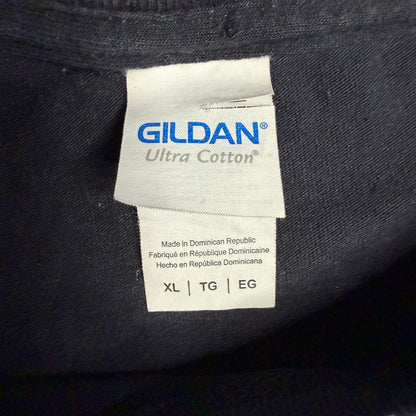 GILDAN®
Ultra Cotton®
Made in Dominican Republic
Fabriqué en République Dominicaine
Hecho en República Dominicana
XL | TG | EG